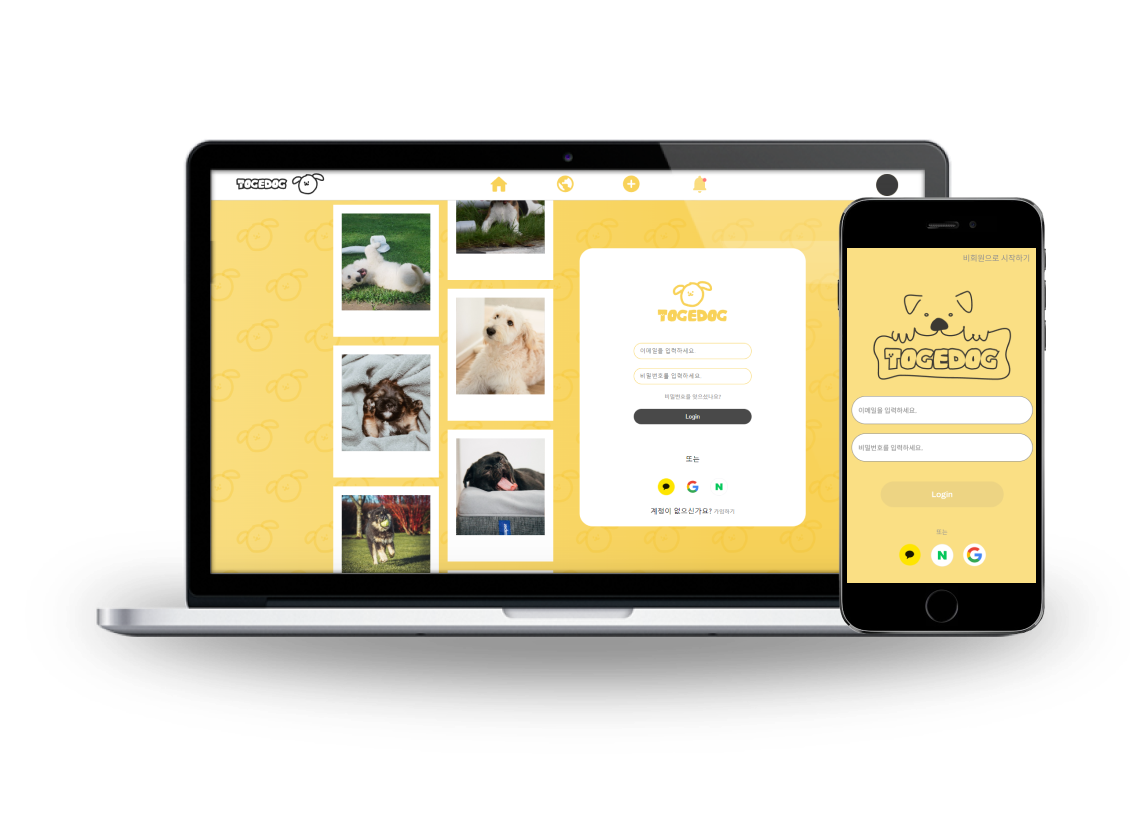 TOGEDOG
TOGEDOG
이메일을 입력하세요.
비밀번호를 입력하세요.
비밀번호를 잊으셨나요?
Login
또는
N
계정이 없으신가요? 가입하기
비회원으로 시작하기
TOGEDOG
이메일을 입력하세요.
비밀번호를 입력하세요.
Login
또는
N
G